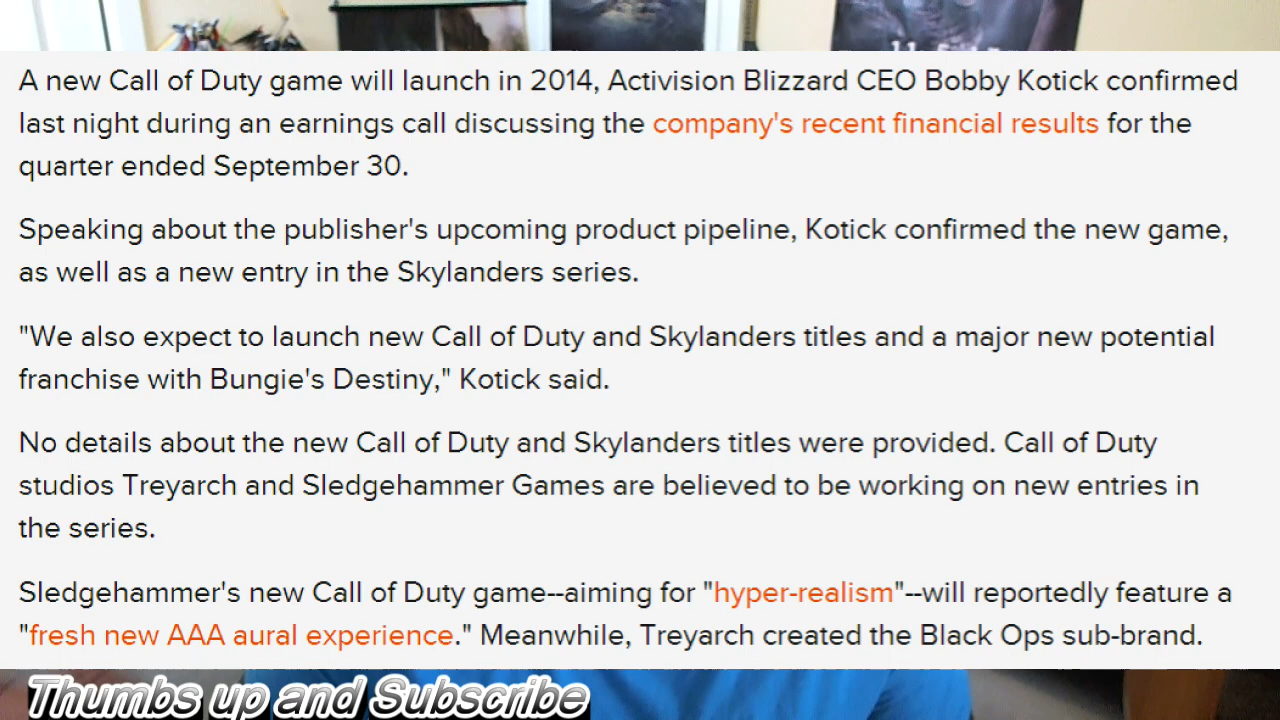 A new Call of Duty game will launch in 2014, Activision Blizzard CEO Bobby Kotick confirmed
last night during an earnings call discussing the company's recent financial results for the
quarter ended September 30.
Speaking about the publisher's upcoming product pipeline, Kotick confirmed the new game,
as well as a new entry in the Skylanders series.
"We also expect to launch new Call of Duty and Skylanders titles and a major new potential
franchise with Bungie's Destiny," Kotick said.
No details about the new Call of Duty and Skylanders titles were provided. Call of Duty
studios Treyarch and Sledgehammer Games are believed to be working on new entries in
the series.
Sledgehammer's new Call of Duty game--aiming for "hyper-realism"--will reportedly feature a
"fresh new AAA aural experience." Meanwhile, Treyarch created the Black Ops sub-brand.
Thumbs up and Subscribe